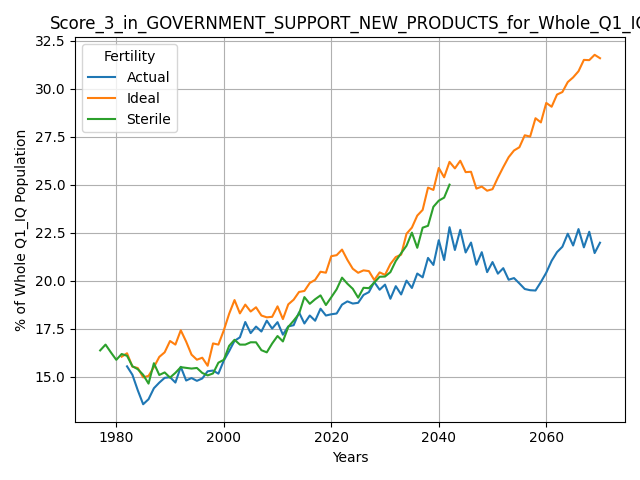 Score_3_in_GOVERNMENT_SUPPORT_NEW_PRODUCTS_for_Whole_Q1_IQ
Fertility
Actual
Ideal
Sterile
32.5
30.0
27.5
25.0
22.5
20.0
17.5
15.0
% of Whole Q1_IQ Population
1980 2000 2020 2040 2060
Years